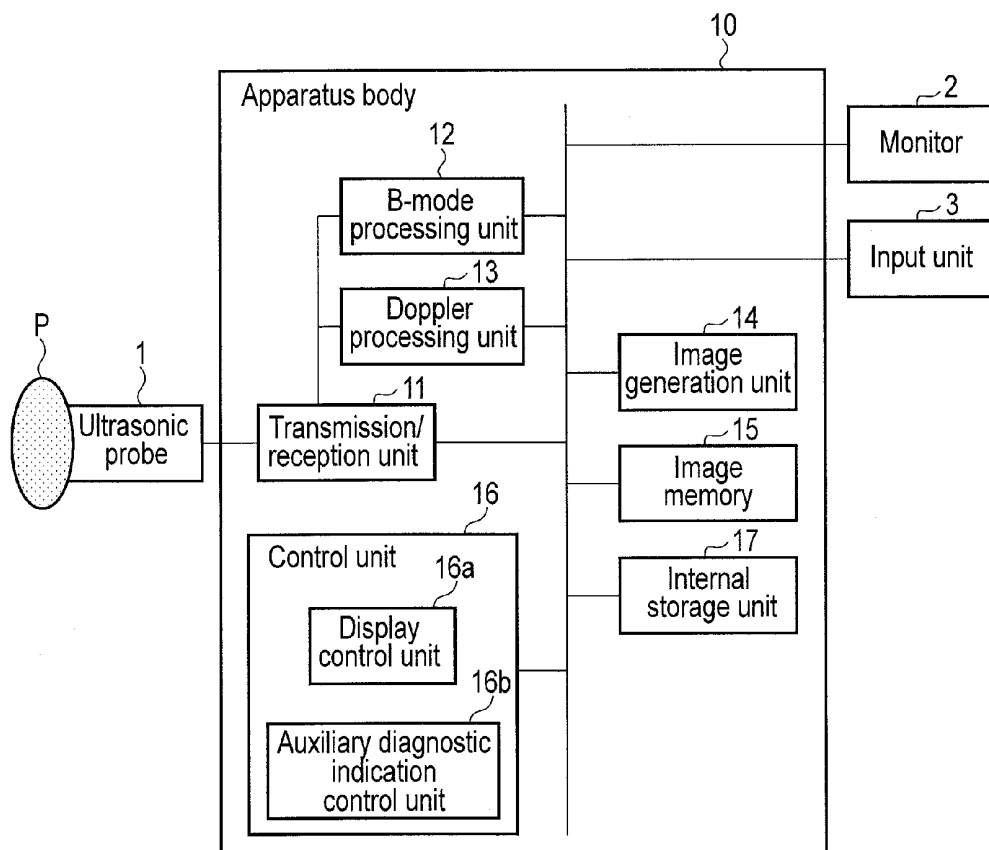 10
Apparatus body
2
Monitor
12
B-mode
processing unit
3
Input unit
13
Doppler
processing unit
P
1
Ultrasonic
probe
11
Transmission/
reception unit
14
Image
generation unit
15
Image
memory
16
Control unit
17
Internal
storage unit
16a
Display
control unit
16b
Auxiliary diagnostic
indication
control unit